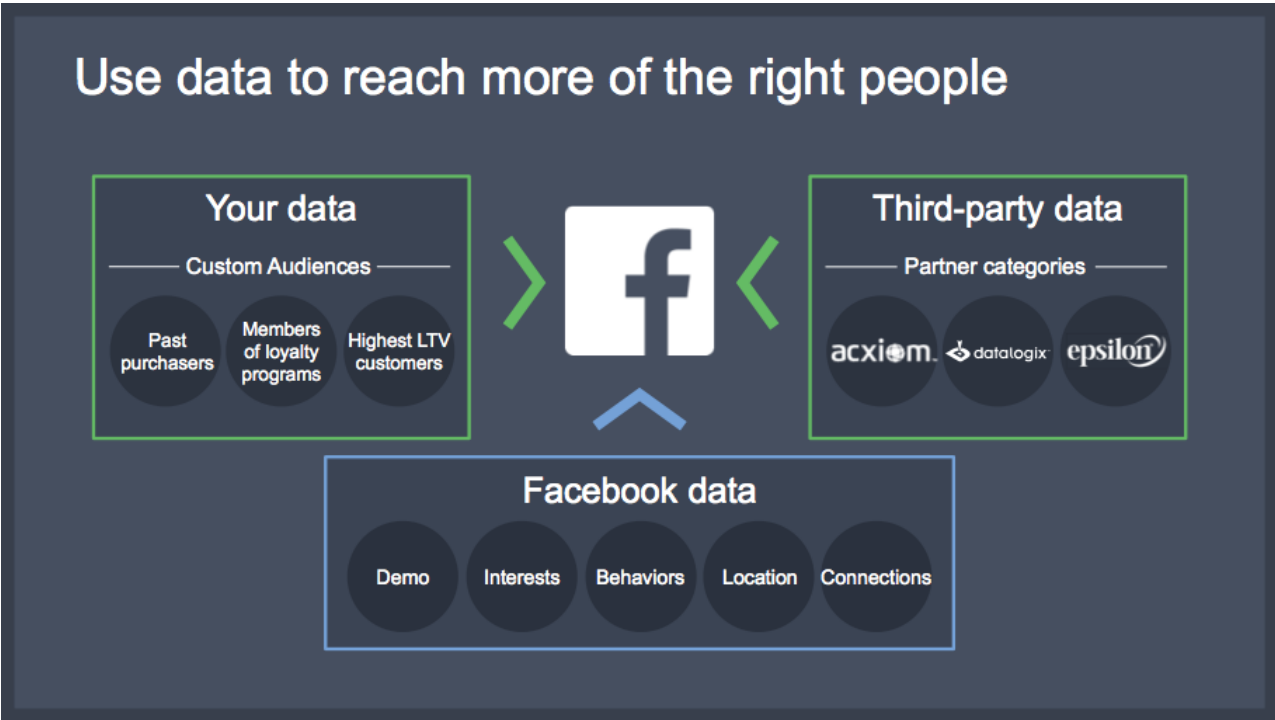 Use data to reach more of the right people
Your data
Custom Audiences
Past
purchasers
Members
of loyalty
programs
Highest LTV
customers
f
Third-party data
Partner categories
acxiom.
datalogix
epsilon
Facebook data
Demo
Interests
Behaviors
Location
Connections